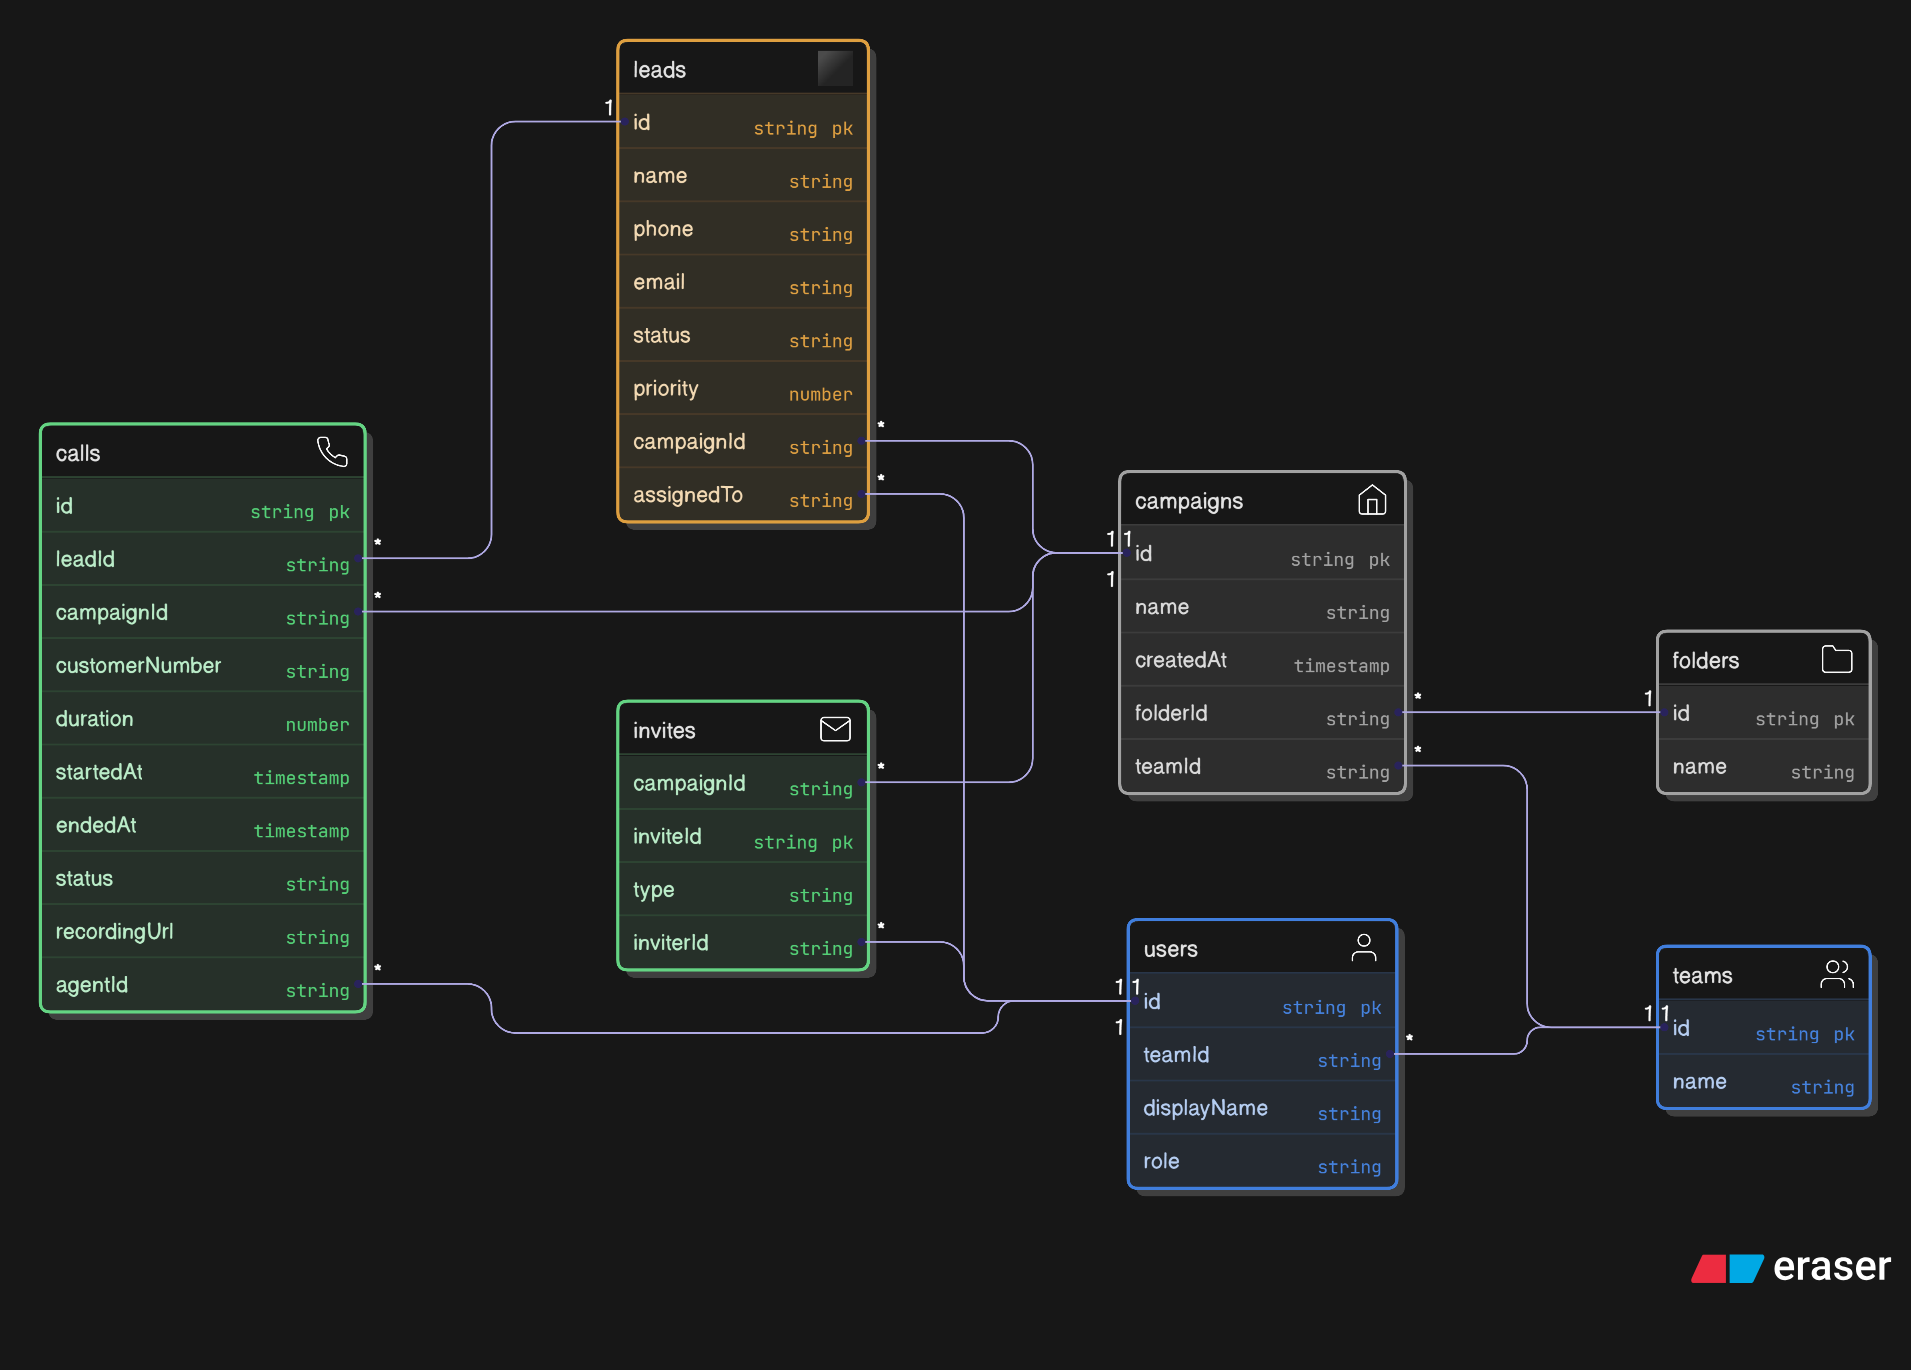 leads
1
id string pk
name string
phone string
email string
status string
priority number
campaignId string *
assignedTo string *
calls
id string pk
leadId string *
campaignId string *
customerNumber string
duration number
startedAt timestamp
endedAt timestamp
status string
recordingUrl string
agentId string *
invites
campaignId string *
inviteId string pk
type string
inviterId string *
campaigns
1 1
id string pk
1
name string
createdAt timestamp
folderId string *
teamId string *
folders
1
id string pk
name string
users
1 1
id string pk
1
teamId string *
displayName string
role string
teams
1 1
id string pk
name string
eraser